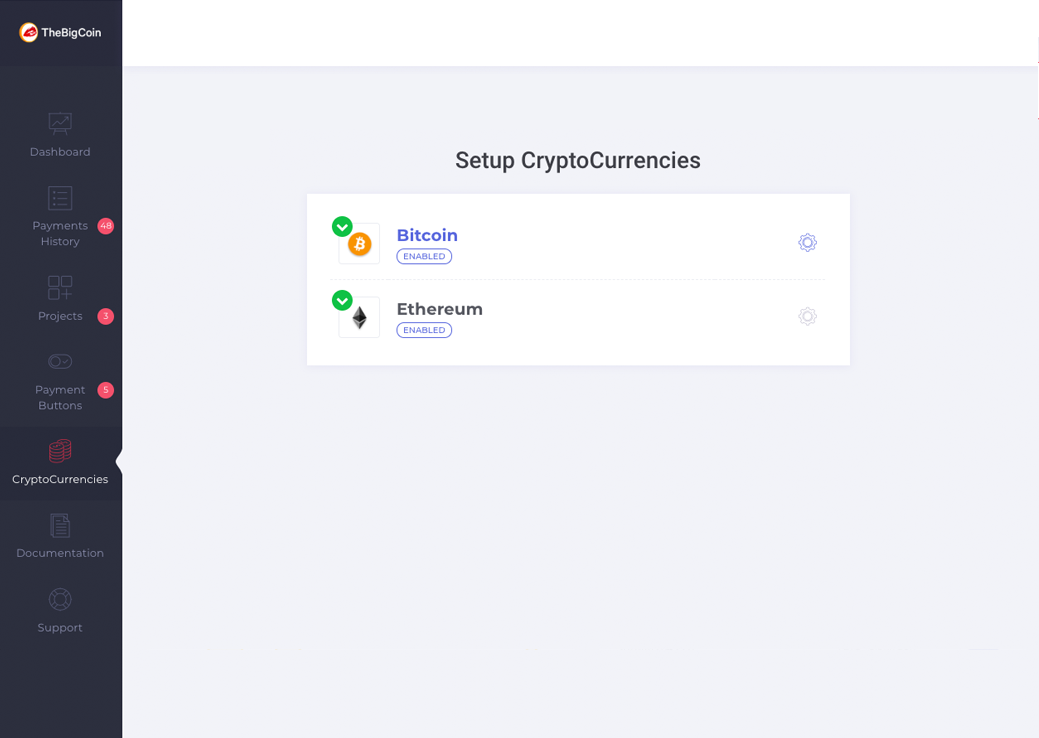 TheBigCoin
Dashboard
Payments
History
48
Projects
3
Payment
Buttons
5
CryptoCurrencies
Documentation
Support
Setup CryptoCurrencies
Bitcoin
ENABLED
Ethereum
ENABLED